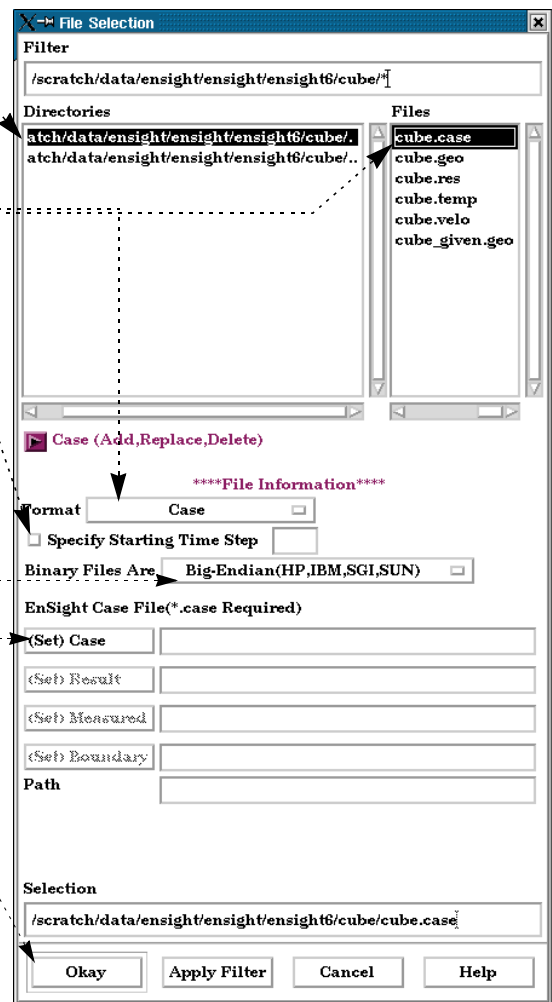 File Selection
Filter
/scratch/data/ensight/ensight/ensight6/cube/*
Directories Files
atch/data/ensight/ensight/ensight6/cube/. cube.case
atch/data/ensight/ensight/ensight6/cube/.. cube.geo
cube.res
cube.temp
cube.velo
cube_given.geo
Case (Add,Replace,Delete)
****File Information****
Format Case
Specify Starting Time Step
Binary Files Are Big-Endian(HP,IBM,SGI,SUN)
EnSight Case File(*.case Required)
(Set) Case
(Set) Result
(Set) Measured
(Set) Boundary
Path
Selection
/scratch/data/ensight/ensight/ensight6/cube/cube.case
Okay Apply Filter Cancel Help